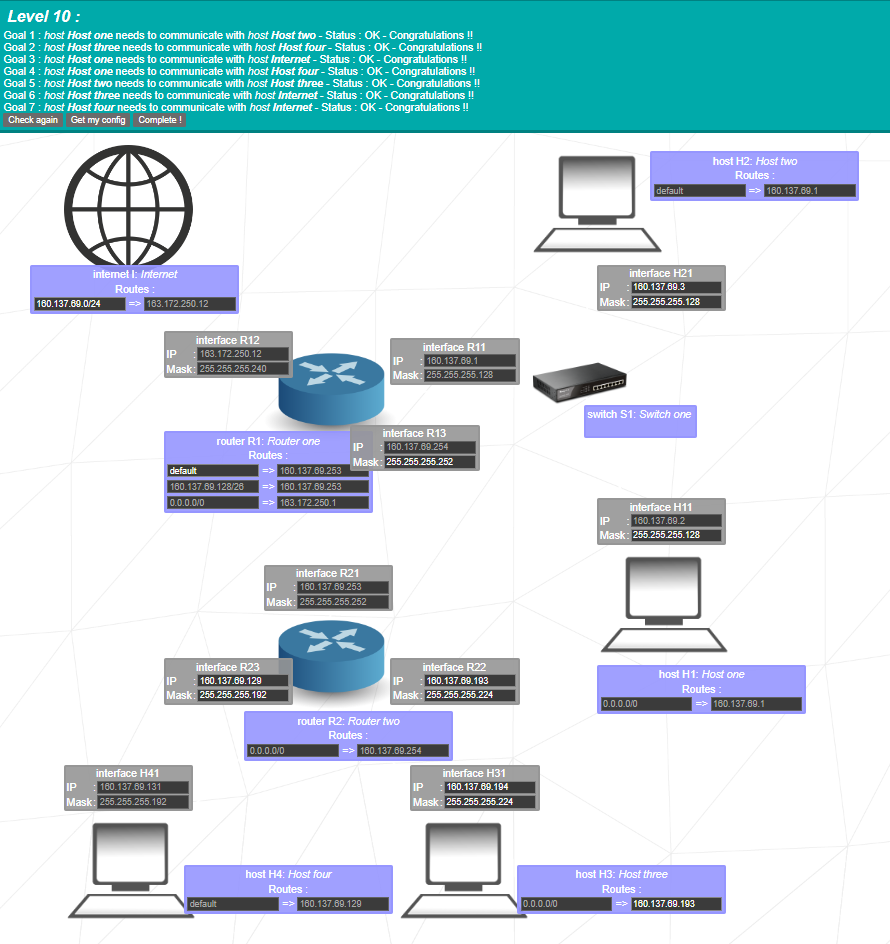 Level 10 :
Goal 1 : host Host one needs to communicate with host Host two - Status : OK - Congratulations !!
Goal 2 : host Host three needs to communicate with host Host four - Status : OK - Congratulations !!
Goal 3 : host Host one needs to communicate with host Internet - Status : OK - Congratulations !!
Goal 4 : host Host one needs to communicate with host Host four - Status : OK - Congratulations !!
Goal 5 : host Host two needs to communicate with host Host three - Status : OK - Congratulations !!
Goal 6 : host Host three needs to communicate with host Internet - Status : OK - Congratulations !!
Goal 7 : host Host four needs to communicate with host Internet - Status : OK - Congratulations !!
Check again Get my config Complete !
host H2: Host two
Routes :
default => 160.137.69.1
internet I: Internet
Routes :
160.137.69.0/24 => 163.172.250.12
interface H21
IP : 160.137.69.3
Mask : 255.255.255.128
interface R12
IP : 163.172.250.12
Mask : 255.255.255.240
interface R11
IP : 160.137.69.1
Mask : 255.255.255.128
switch S1: Switch one
interface R13
IP : 160.137.69.254
Mask : 255.255.255.252
router R1: Router one
Routes :
default => 160.137.69.253
160.137.69.128/26 => 160.137.69.253
0.0.0.0/0 => 163.172.250.1
interface H11
IP : 160.137.69.2
Mask : 255.255.255.128
interface R21
IP : 160.137.69.253
Mask : 255.255.255.252
interface R23
IP : 160.137.69.129
Mask : 255.255.255.192
interface R22
IP : 160.137.69.193
Mask : 255.255.255.224
host H1: Host one
Routes :
0.0.0.0/0 => 160.137.69.1
router R2: Router two
Routes :
0.0.0.0/0 => 160.137.69.254
interface H41
IP : 160.137.69.131
Mask : 255.255.255.192
interface H31
IP : 160.137.69.194
Mask : 255.255.255.224
host H4: Host four
Routes :
default => 160.137.69.129
host H3: Host three
Routes :
0.0.0.0/0 => 160.137.69.193